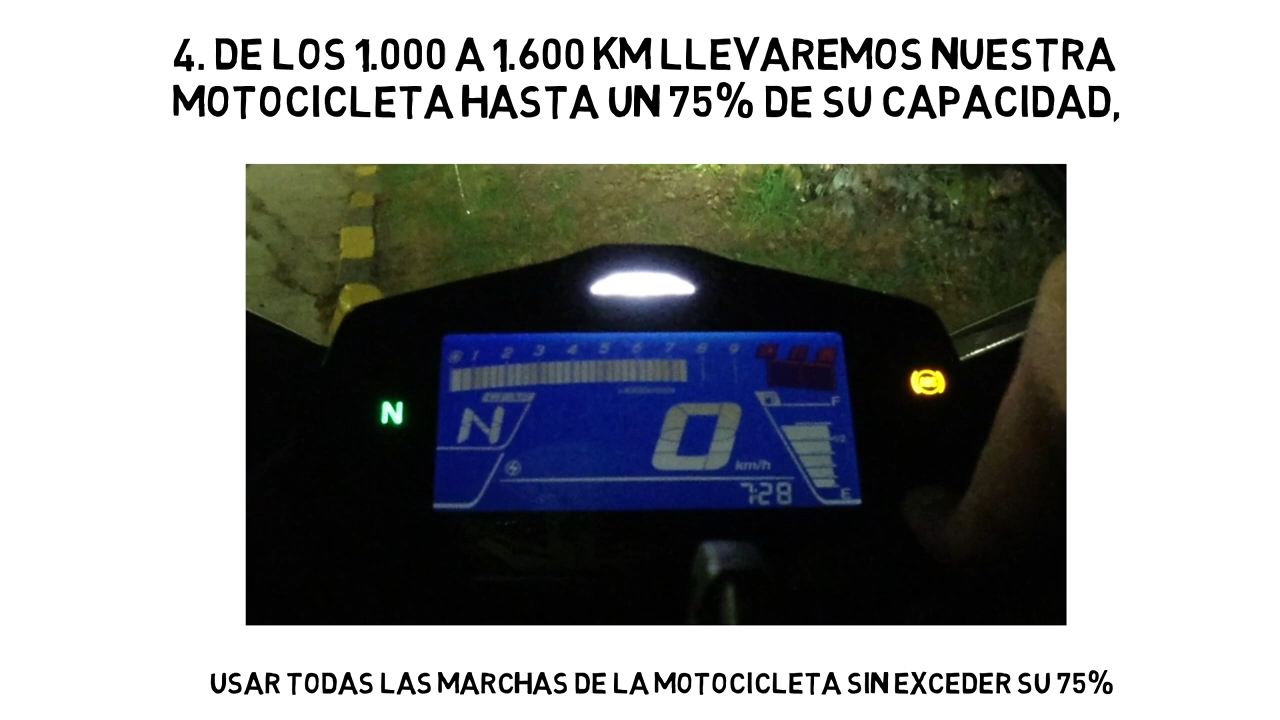 4. DE LOS 1.000 A 1.600 KM LLEVAREMOS NUESTRA
MOTOCICLETA HASTA UN 75% DE SU CAPACIDAD,
1 2 3 4 5 6 7 8 9
N
N
0 km/h
F
1/2
E
7:28
USAR TODAS LAS MARCHAS DE LA MOTOCICLETA SIN EXCEDER SU 75%